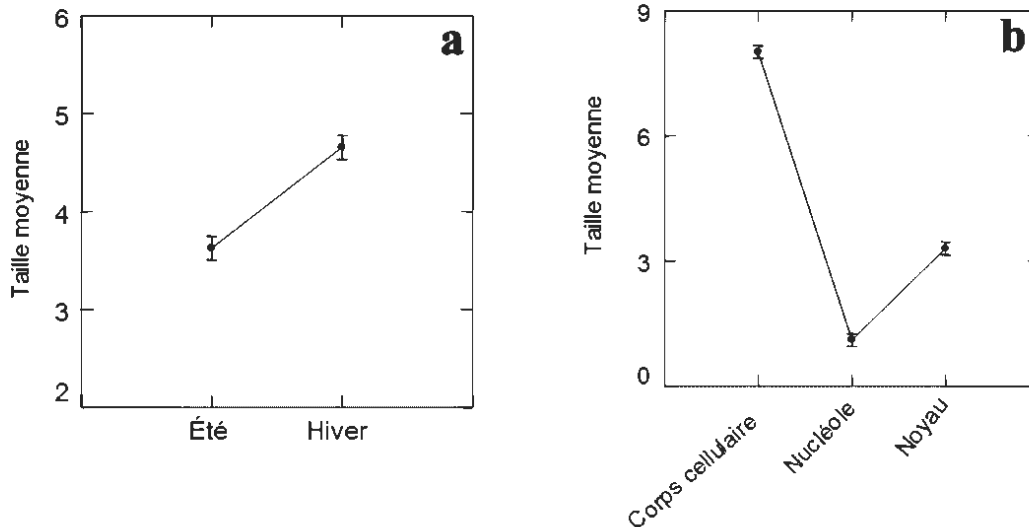 a
6
5
4
3
2
Taille moyenne
Été
Hiver
b
9
6
3
0
Taille moyenne
Corps cellulaire
Nucléole
Noyau